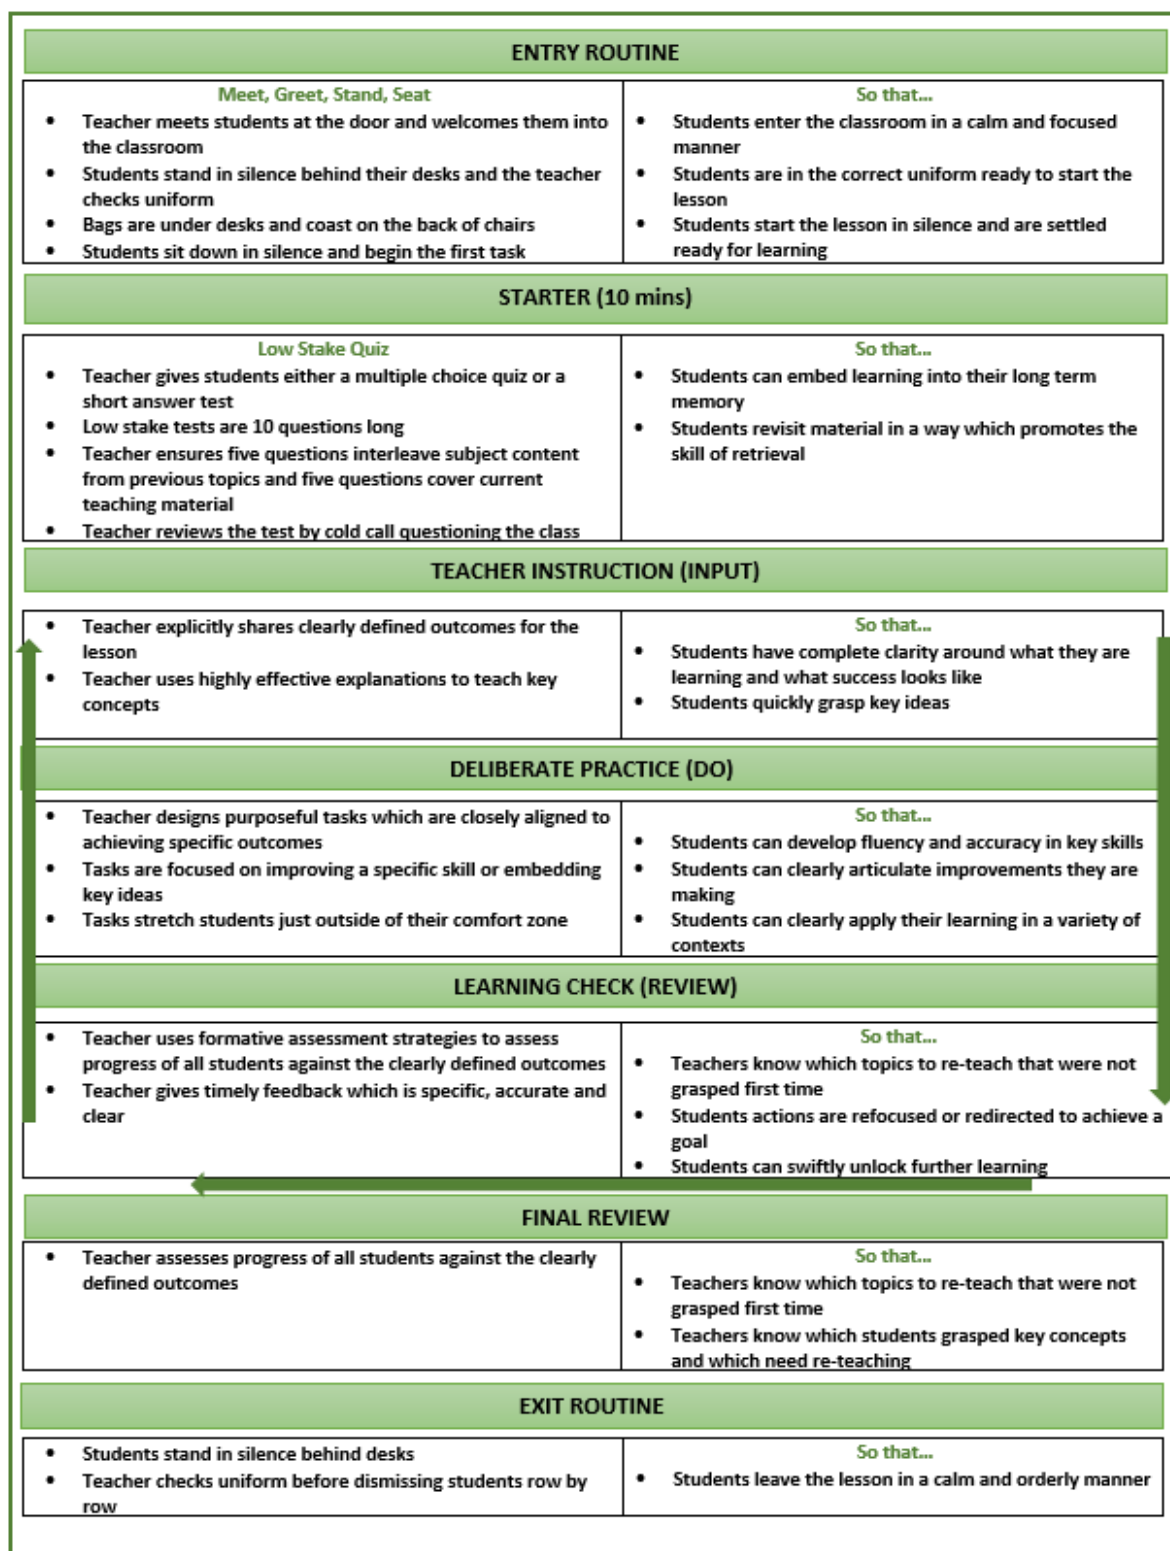 ENTRY ROUTINE
Meet, Greet, Stand, Seat
• Teacher meets students at the door and welcomes them into
the classroom
• Students stand in silence behind their desks and the teacher
checks uniform
• Bags are under desks and coast on the back of chairs
• Students sit down in silence and begin the first task
So that...
• Students enter the classroom in a calm and focused
manner
• Students are in the correct uniform ready to start the
lesson
• Students start the lesson in silence and are settled
ready for learning
STARTER (10 mins)
Low Stake Quiz
• Teacher gives students either a multiple choice quiz or a
short answer test
• Low stake tests are 10 questions long
• Teacher ensures five questions interleave subject content
from previous topics and five questions cover current
teaching material
• Teacher reviews the test by cold call questioning the class
So that...
• Students can embed learning into their long term
memory
• Students revisit material in a way which promotes the
skill of retrieval
TEACHER INSTRUCTION (INPUT)
• Teacher explicitly shares clearly defined outcomes for the
lesson
• Teacher uses highly effective explanations to teach key
concepts
So that...
• Students have complete clarity around what they are
learning and what success looks like
• Students quickly grasp key ideas
DELIBERATE PRACTICE (DO)
• Teacher designs purposeful tasks which are closely aligned to
achieving specific outcomes
• Tasks are focused on improving a specific skill or embedding
key ideas
• Tasks stretch students just outside of their comfort zone
So that...
• Students can develop fluency and accuracy in key skills
• Students can clearly articulate improvements they are
making
• Students can clearly apply their learning in a variety of
contexts
LEARNING CHECK (REVIEW)
• Teacher uses formative assessment strategies to assess
progress of all students against the clearly defined outcomes
• Teacher gives timely feedback which is specific, accurate and
clear
So that...
• Teachers know which topics to re-teach that were not
grasped first time
• Students actions are refocused or redirected to achieve a
goal
• Students can swiftly unlock further learning
FINAL REVIEW
• Teacher assesses progress of all students against the clearly
defined outcomes
So that...
• Teachers know which topics to re-teach that were not
grasped first time
• Teachers know which students grasped key concepts
and which need re-teaching
EXIT ROUTINE
• Students stand in silence behind desks
• Teacher checks uniform before dismissing students row by
row
So that...
• Students leave the lesson in a calm and orderly manner